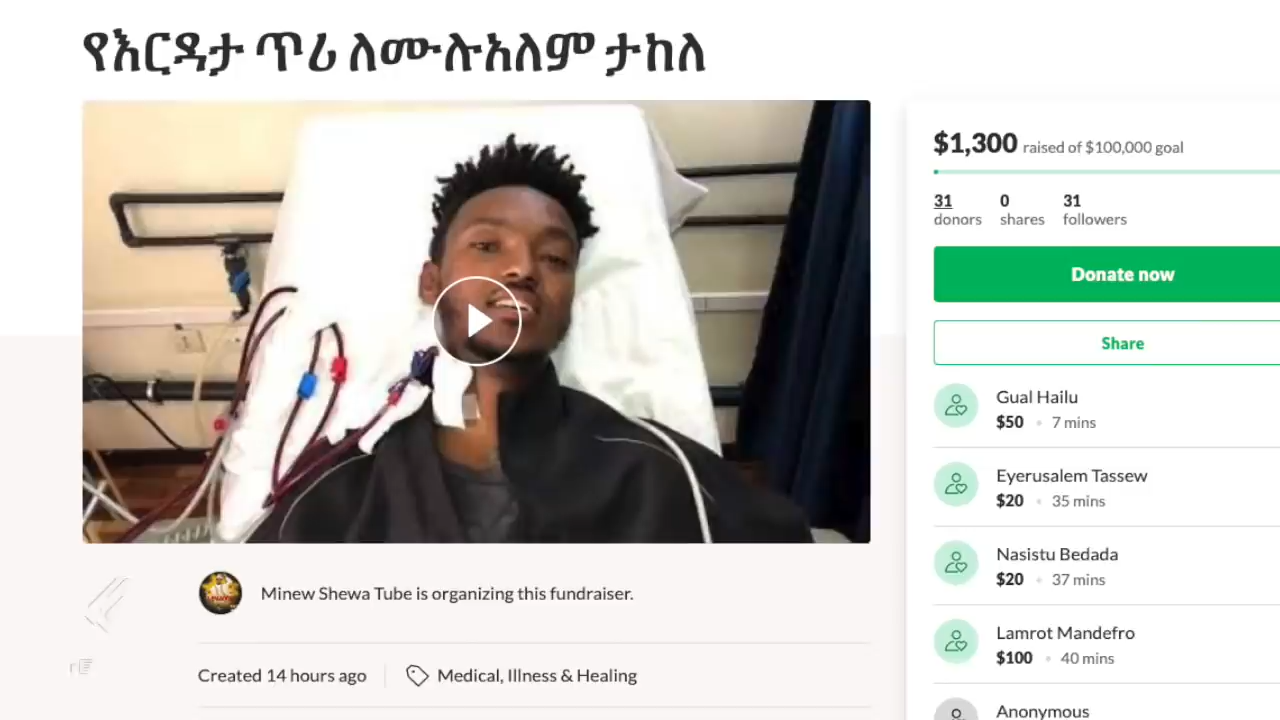 የእርዳታ ጥሪ ለሙሉአለም ታከለ
$1,300 raised of $100,000 goal
31 donors
0 shares
31 followers
Donate now
Share
Gual Hailu
$50 • 7 mins
Eyerusalem Tassew
$20 • 35 mins
Nasistu Bedada
$20 • 37 mins
Lamrot Mandefro
$100 • 40 mins
Anonymous
Minew Shewa Tube is organizing this fundraiser.
Created 14 hours ago
Medical, Illness & Healing